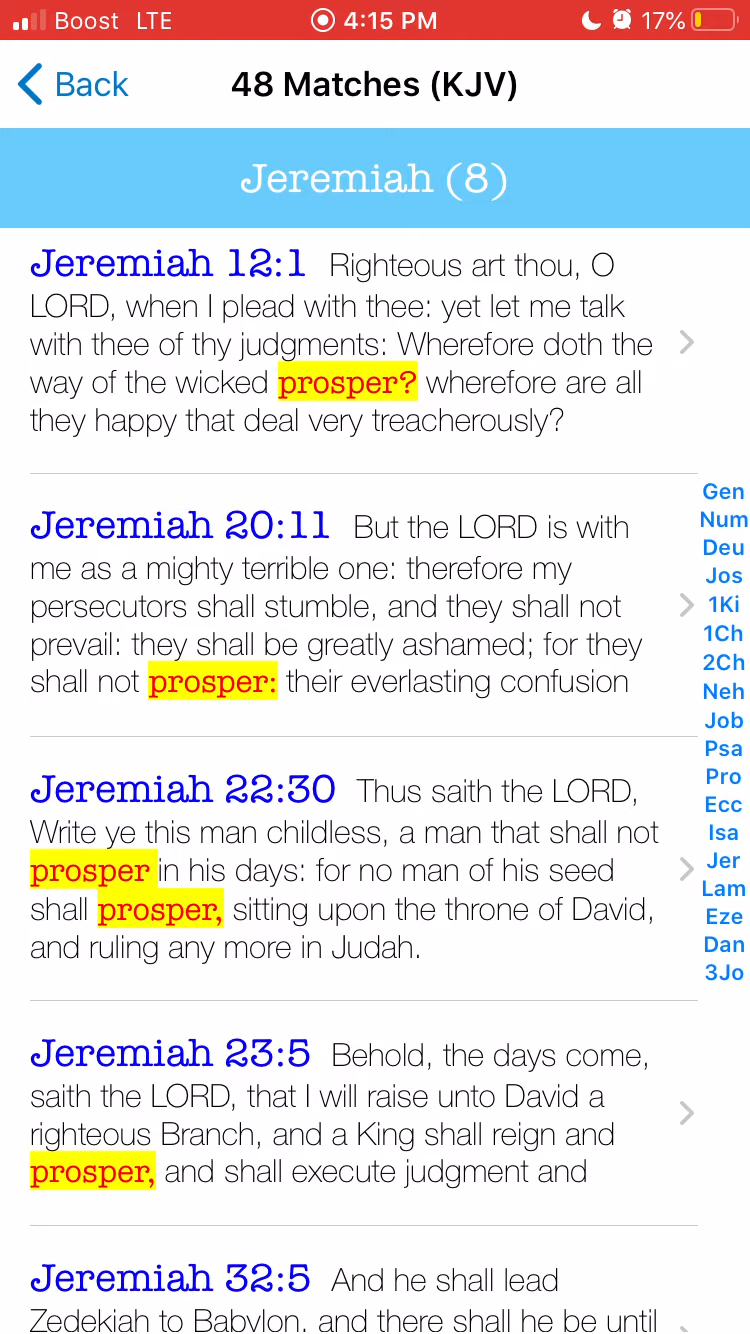 Boost LTE 4:15 PM 17%
Back 48 Matches (KJV)
Jeremiah (8)
Jeremiah 12:1 Righteous art thou, O
LORD, when I plead with thee: yet let me talk
with thee of thy judgments: Wherefore doth the
way of the wicked prosper? wherefore are all
they happy that deal very treacherously?
Jeremiah 20:11 But the LORD is with
me as a mighty terrible one: therefore my
persecutors shall stumble, and they shall not
prevail: they shall be greatly ashamed; for they
shall not prosper: their everlasting confusion
Jeremiah 22:30 Thus saith the LORD,
Write ye this man childless, a man that shall not
prosper in his days: for no man of his seed
shall prosper, sitting upon the throne of David,
and ruling any more in Judah.
Jeremiah 23:5 Behold, the days come,
saith the LORD, that I will raise unto David a
righteous Branch, and a King shall reign and
prosper, and shall execute judgment and
Jeremiah 32:5 And he shall lead
Zedekiah to Babylon, and there shall he be until
Gen
Num
Deu
Jos
1Ki
1Ch
2Ch
Neh
Job
Psa
Pro
Ecc
Isa
Jer
Lam
Eze
Dan
3Jo